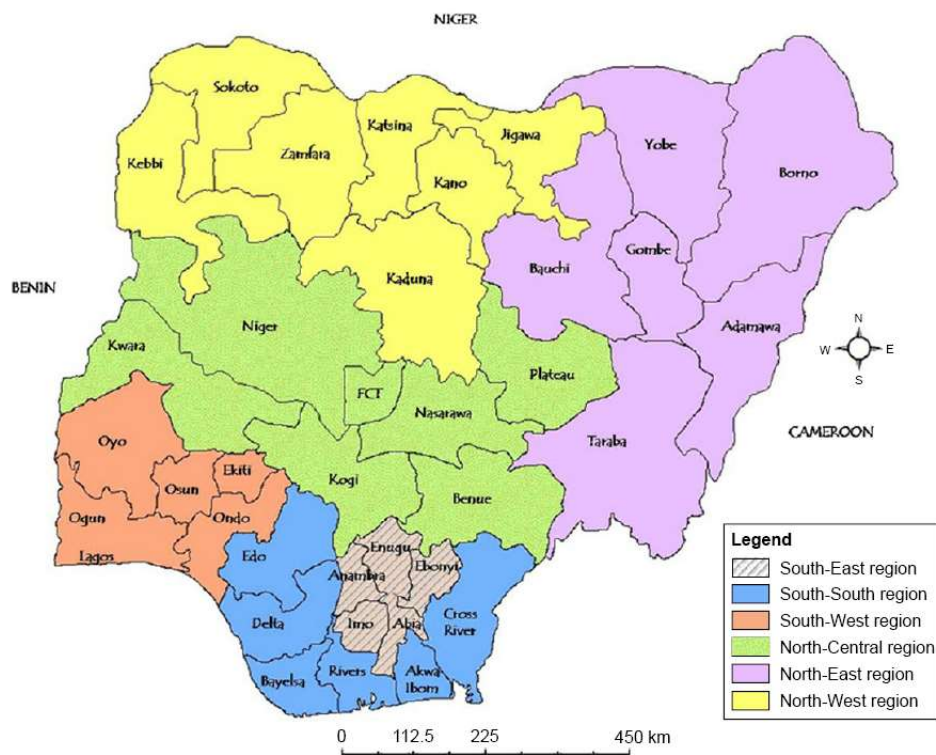 NIGER
Sokoto
Katsina
Jigawa
Yobe
Borno
Kebbi
Zamfara
Kano
Gombe
Bauchi
Kaduna
BENIN
Niger
Adamawa
Kwara
FCT
Plateau
Nasarawa
Taraba
N
W
E
S
CAMEROON
Oyo
Ekiti
Osun
Kogi
Benue
Ogun
Ondo
Lagos
Edo
Enugu
Anambra
Ebonyi
Delta
Imo
Abia
Cross
River
Bayelsa
Rivers
Akwa
Ibom
Legend
South-East region
South-South region
South-West region
North-Central region
North-East region
North-West region
0 112.5 225 450 km